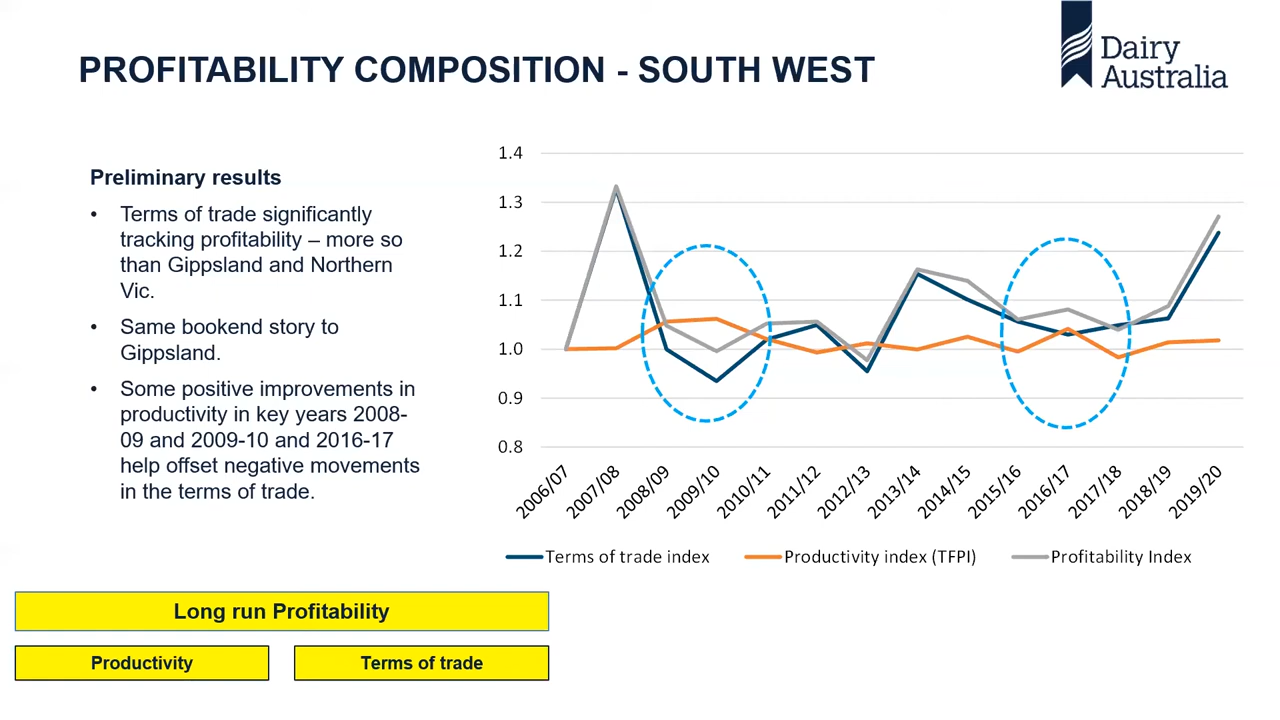 PROFITABILITY COMPOSITION - SOUTH WEST
Dairy
Australia
Preliminary results
• Terms of trade significantly
tracking profitability – more so
than Gippsland and Northern
Vic.
• Same bookend story to
Gippsland.
• Some positive improvements in
productivity in key years 2008-
09 and 2009-10 and 2016-17
help offset negative movements
in the terms of trade.
1.4
1.3
1.2
1.1
1.0
0.9
0.8
2006/07
2007/08
2008/09
2009/10
2010/11
2011/12
2012/13
2013/14
2014/15
2015/16
2016/17
2017/18
2018/19
2019/20
Terms of trade index
Productivity index (TFPI)
Profitability Index
Long run Profitability
Productivity
Terms of trade